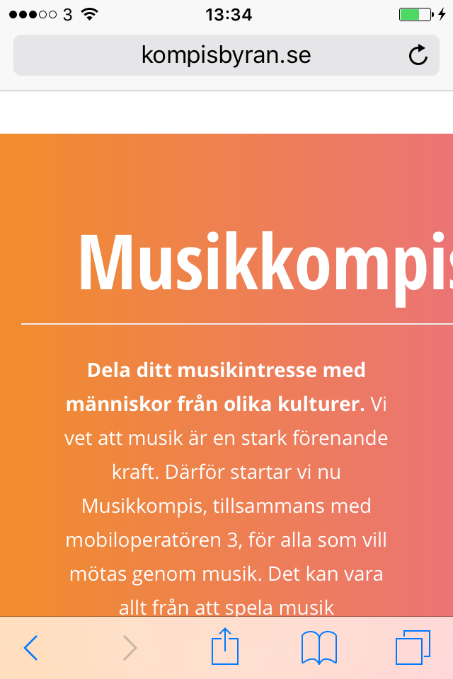 3 13:34
kompisbyran.se
Musikkompis
Dela ditt musikintresse med
människor från olika kulturer. Vi
vet att musik är en stark förenande
kraft. Därför startar vi nu
Musikkompis, tillsammans med
mobiloperatören 3, för alla som vill
mötas genom musik. Det kan vara
allt från att spela musik